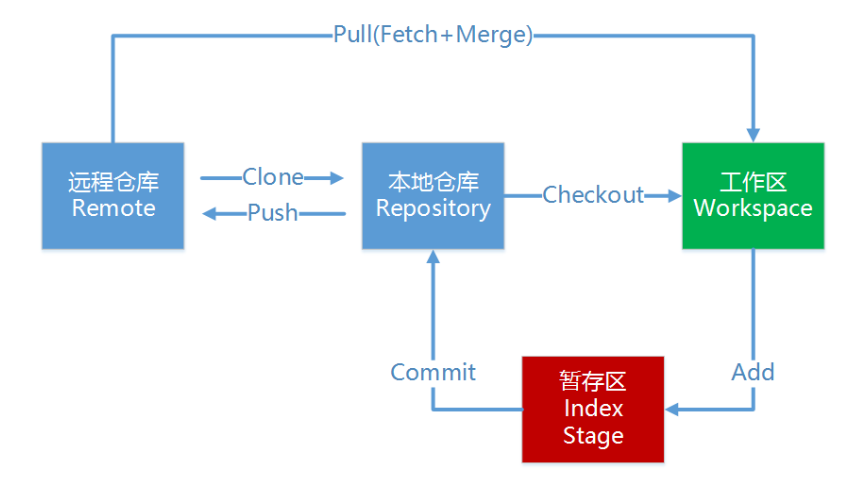 Pull(Fetch+Merge)
远程仓库
Remote
Clone
Push
本地仓库
Repository
Checkout
工作区
Workspace
Commit
暂存区
Index
Stage
Add